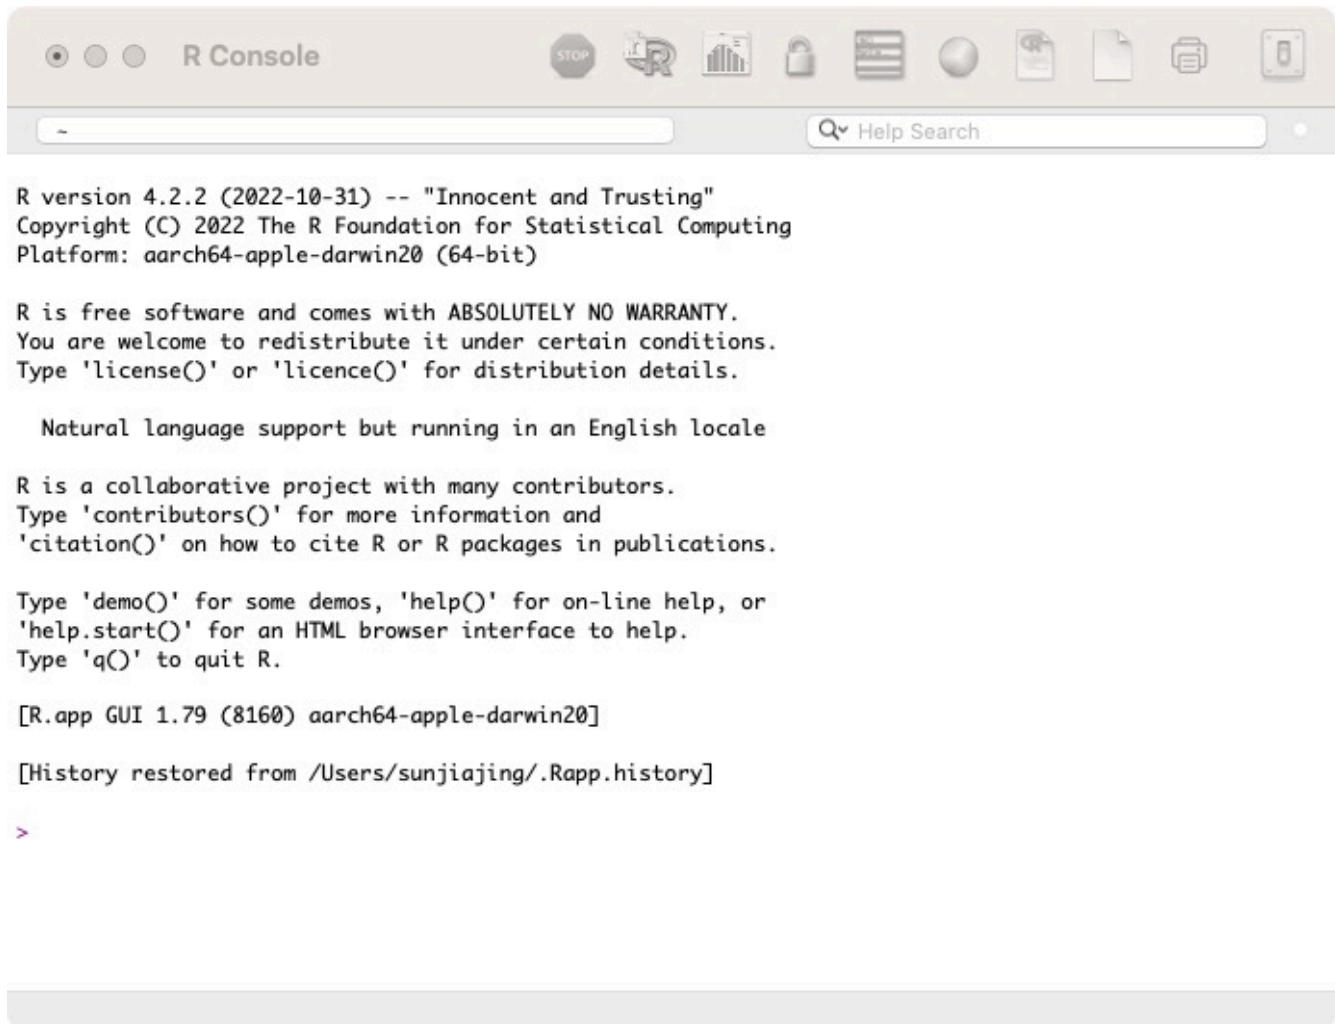 R Console
STOP
~
Help Search
R version 4.2.2 (2022-10-31) -- "Innocent and Trusting"
Copyright (C) 2022 The R Foundation for Statistical Computing
Platform: aarch64-apple-darwin20 (64-bit)
R is free software and comes with ABSOLUTELY NO WARRANTY.
You are welcome to redistribute it under certain conditions.
Type 'license()' or 'licence()' for distribution details.
Natural language support but running in an English locale
R is a collaborative project with many contributors.
Type 'contributors()' for more information and
'citation()' on how to cite R or R packages in publications.
Type 'demo()' for some demos, 'help()' for on-line help, or
'help.start()' for an HTML browser interface to help.
Type 'q()' to quit R.
[R.app GUI 1.79 (8160) aarch64-apple-darwin20]
[History restored from /Users/sunjiajing/.Rapp.history]
>